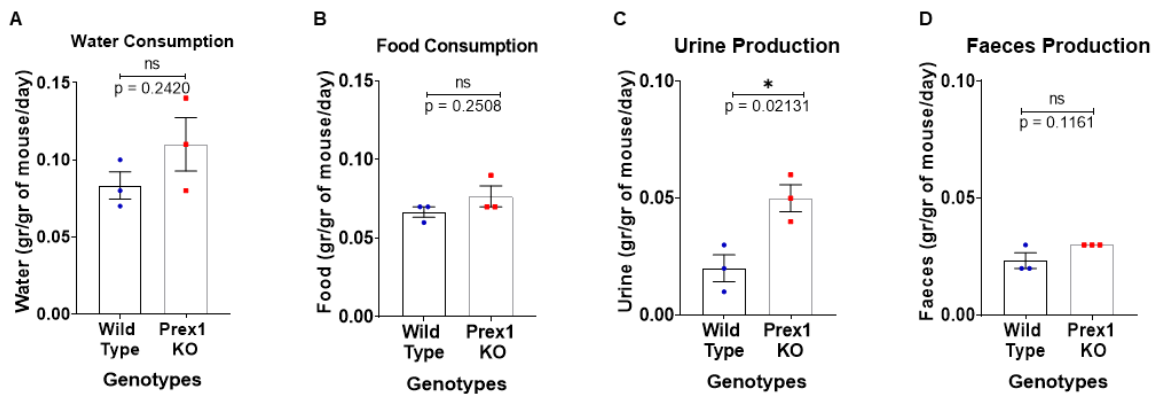 A
Water Consumption
ns
p = 0.2420
0.15
0.10
0.05
0.00
Water (gr/gr of mouse/day)
Wild
Type
Prex1
KO
Genotypes
B
Food Consumption
ns
p = 0.2508
0.15
0.10
0.05
0.00
Food (gr/gr of mouse/day)
Wild
Type
Prex1
KO
Genotypes
C
Urine Production
*
p = 0.02131
0.10
0.05
0.00
Urine (gr/gr of mouse/day)
Wild
Type
Prex1
KO
Genotypes
D
Faeces Production
ns
p = 0.1161
0.10
0.05
0.00
Faeces (gr/gr of mouse/day)
Wild
Type
Prex1
KO
Genotypes